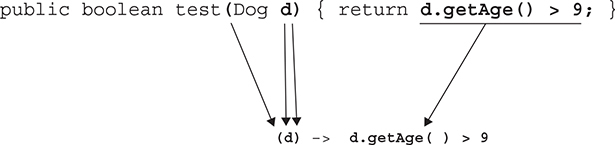 public boolean test(Dog d) { return d.getAge() > 9; }
(d) -> d.getAge( ) > 9